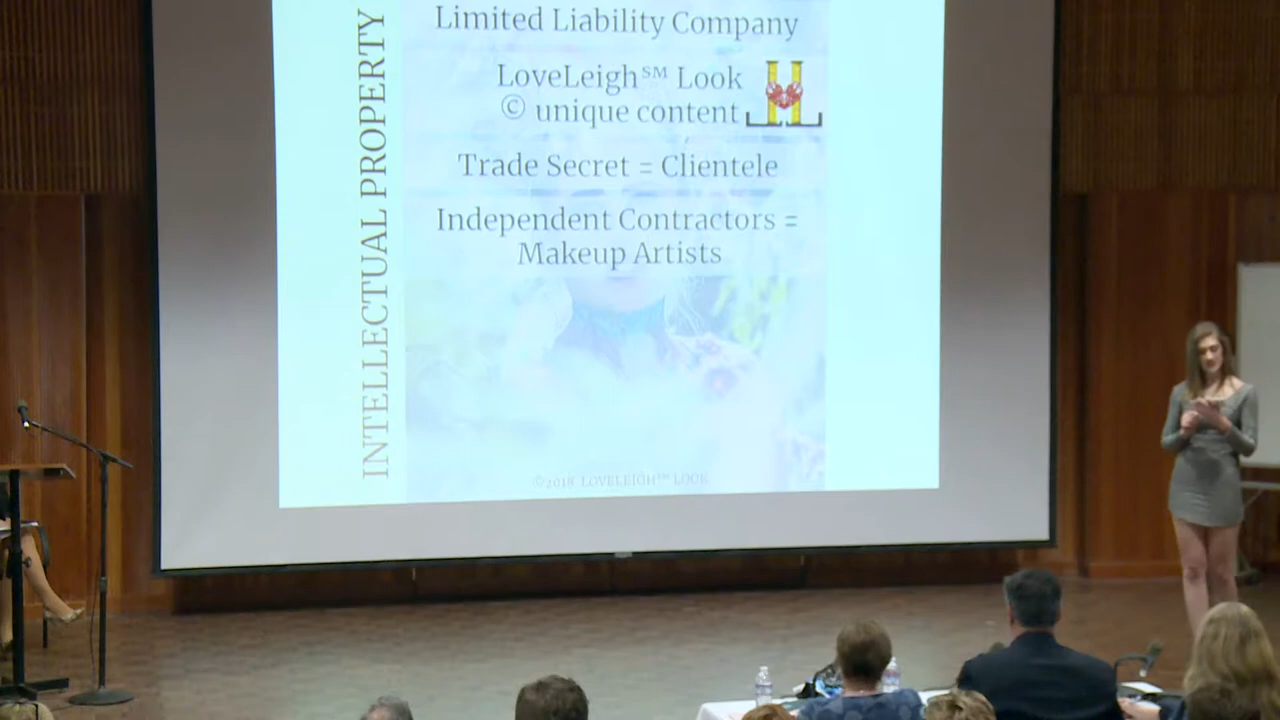 INTELLECTUAL PROPERTY
Limited Liability Company
LoveLeigh℠ Look
© unique content
Trade Secret = Clientele
Independent Contractors =
Makeup Artists
©2018 LOVELEIGH℠ LOOK